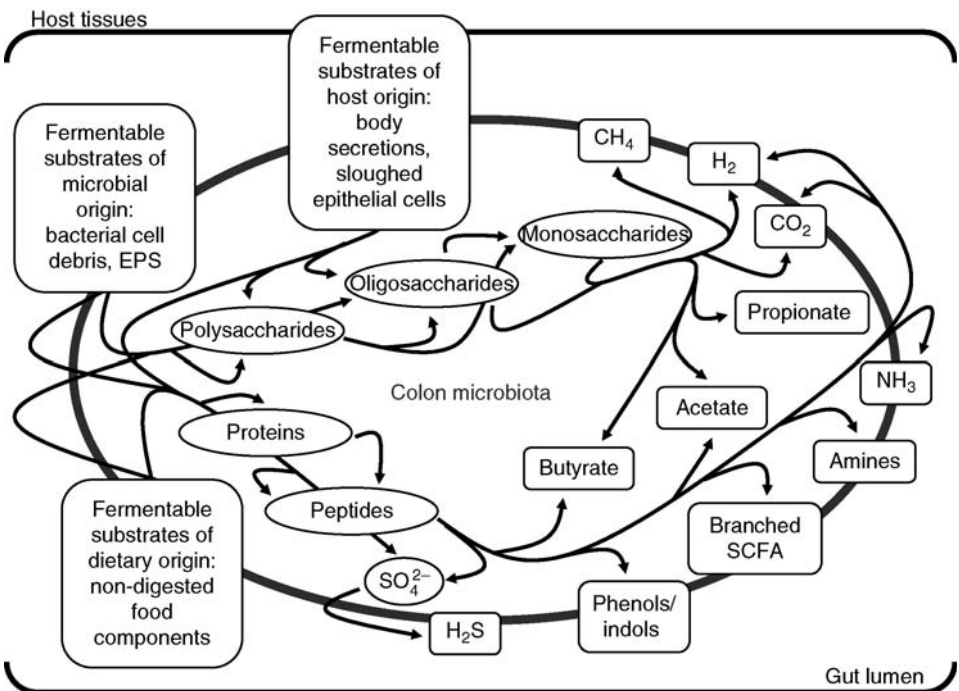 Host tissues
Fermentable
substrates of
host origin:
body
secretions,
sloughed
epithelial cells
Fermentable
substrates of
microbial
origin:
bacterial cell
debris, EPS
CH₄
H₂
CO₂
Monosaccharides
Oligosaccharides
Polysaccharides
Propionate
Colon microbiota
NH₃
Acetate
Proteins
Butyrate
Amines
Peptides
Branched
SCFA
Fermentable
substrates of
dietary origin:
non-digested
food
components
SO₄²⁻
Phenols/
indols
H₂S
Gut lumen